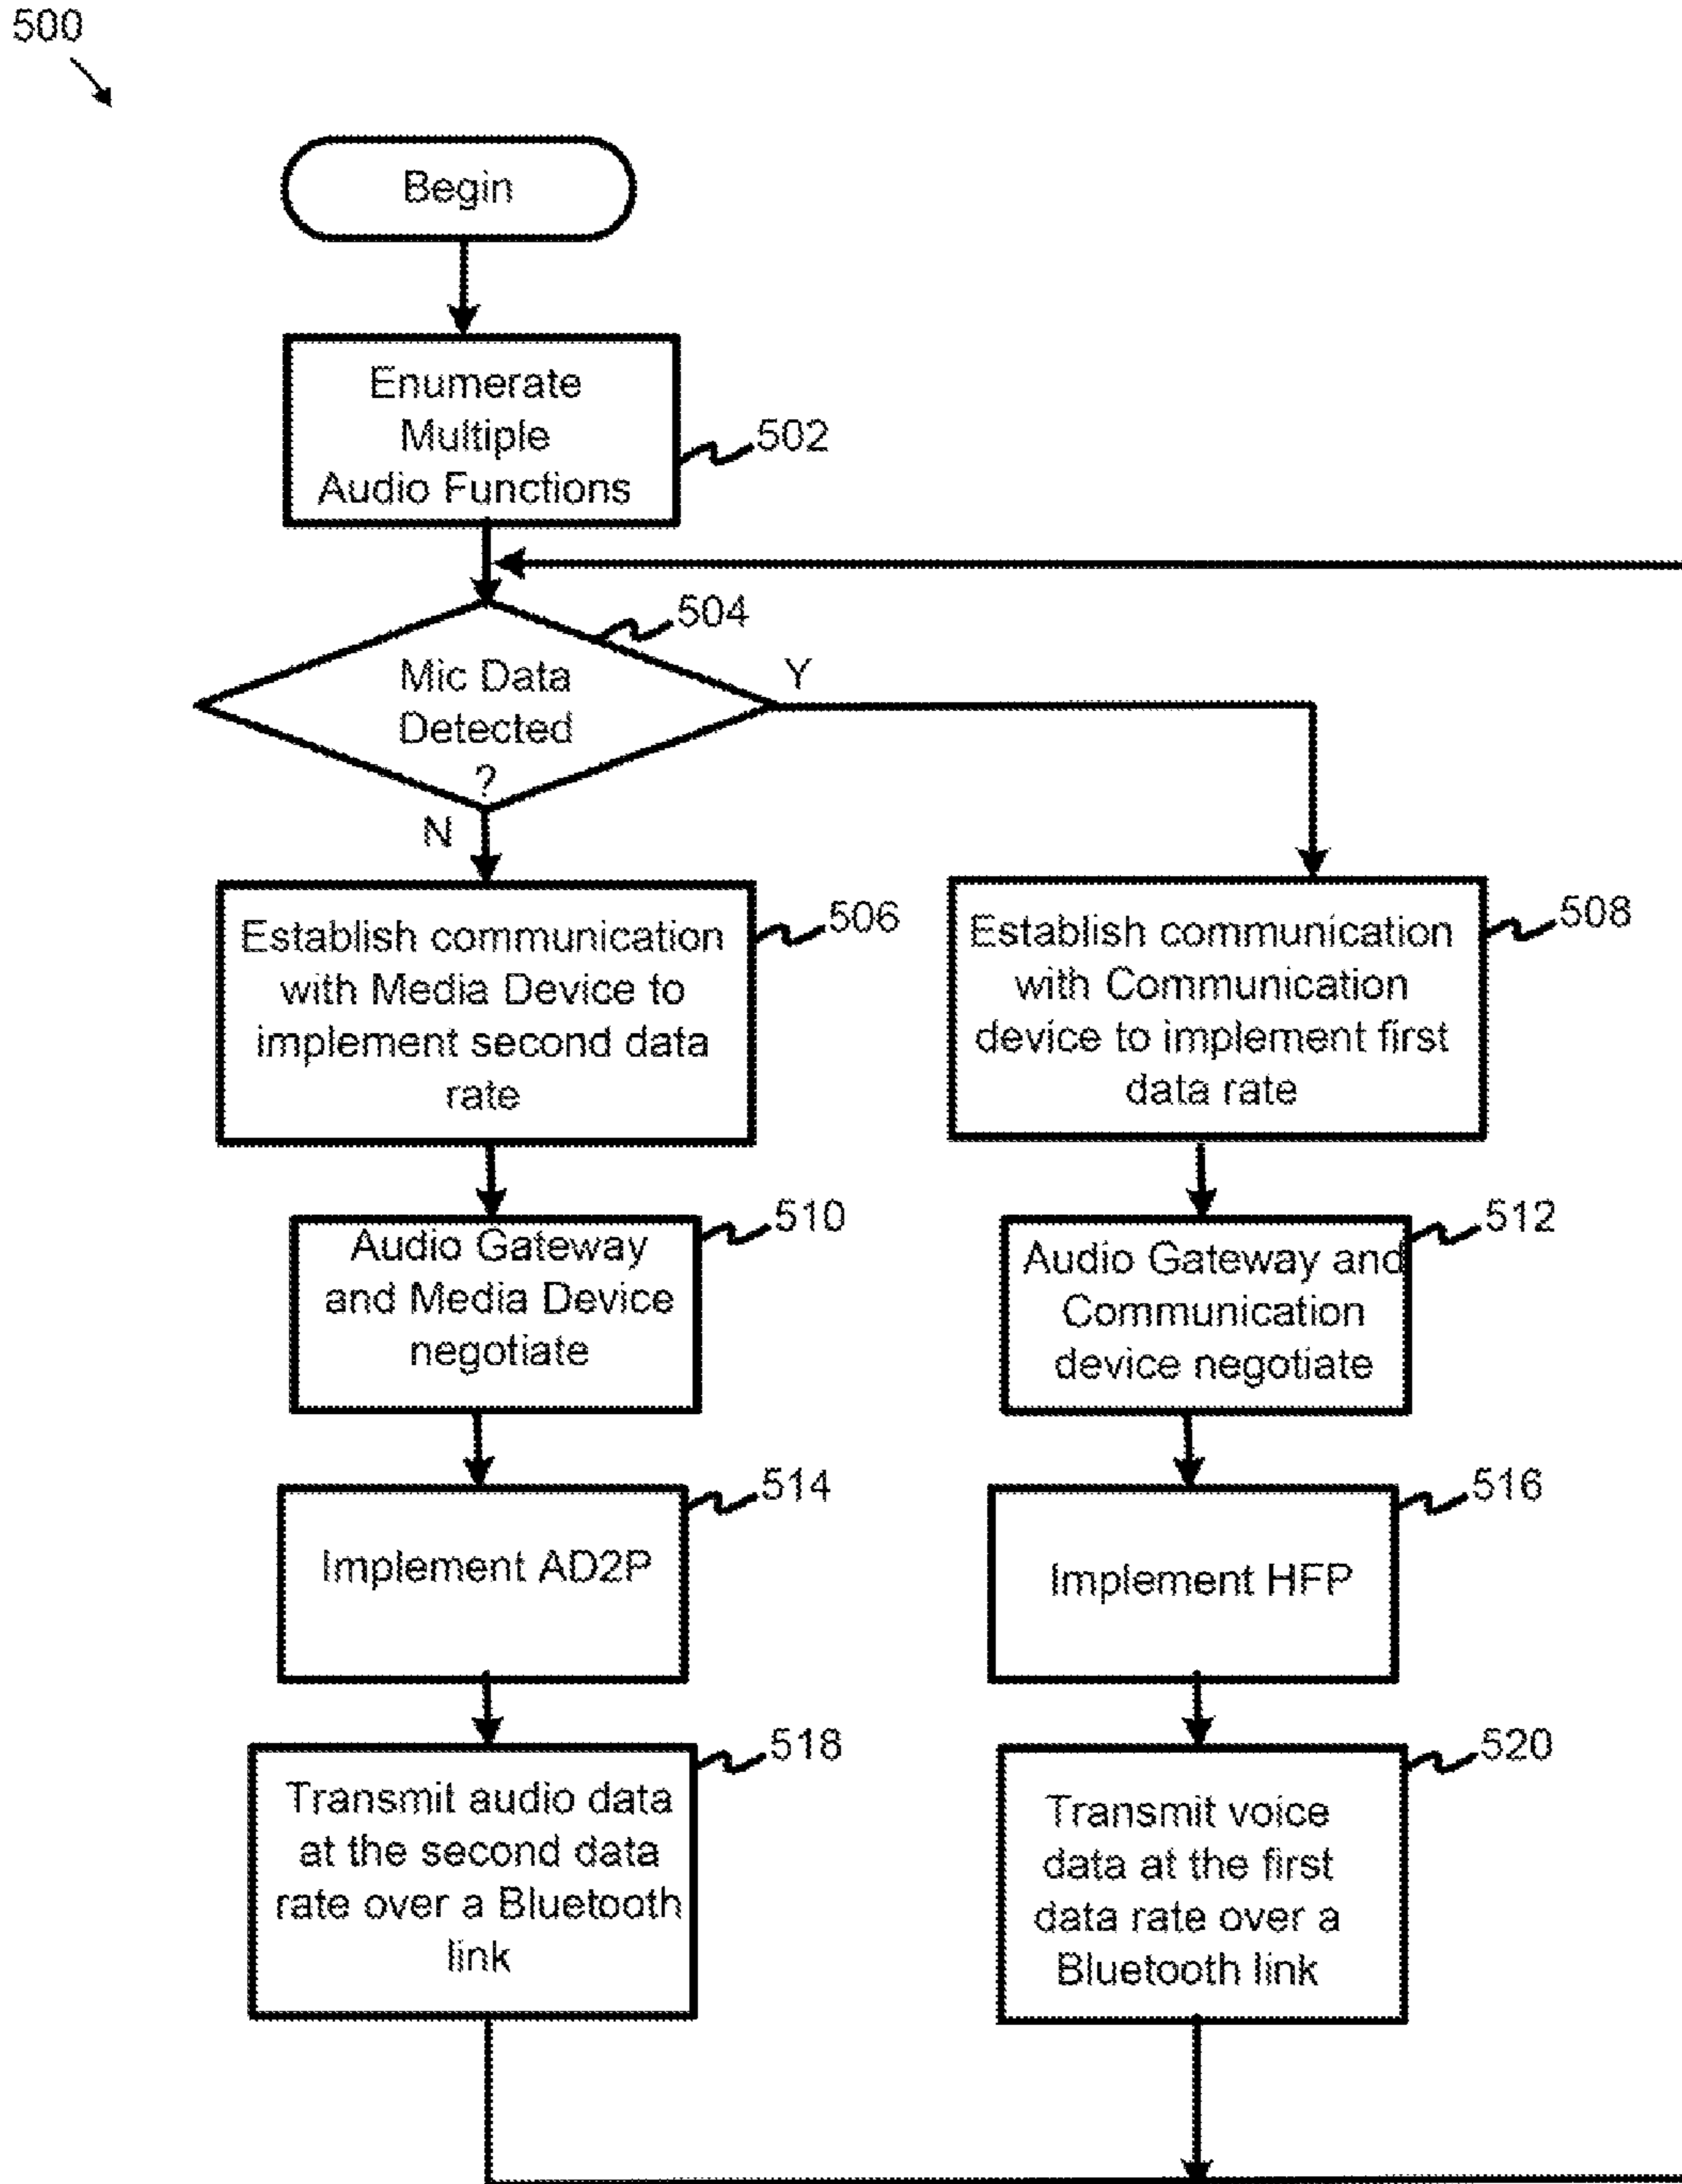 500
Begin
Enumerate
Multiple
Audio Functions
502
504
Mic Data
Detected
?
Y
N
Establish communication
with Media Device to
implement second data
rate
506
Establish communication
with Communication
device to implement first
data rate
508
Audio Gateway
and Media Device
negotiate
510
Audio Gateway and
Communication
device negotiate
512
Implement AD2P
514
Implement HFP
516
Transmit audio data
at the second data
rate over a Bluetooth
link
518
Transmit voice
data at the first
data rate over a
Bluetooth link
520